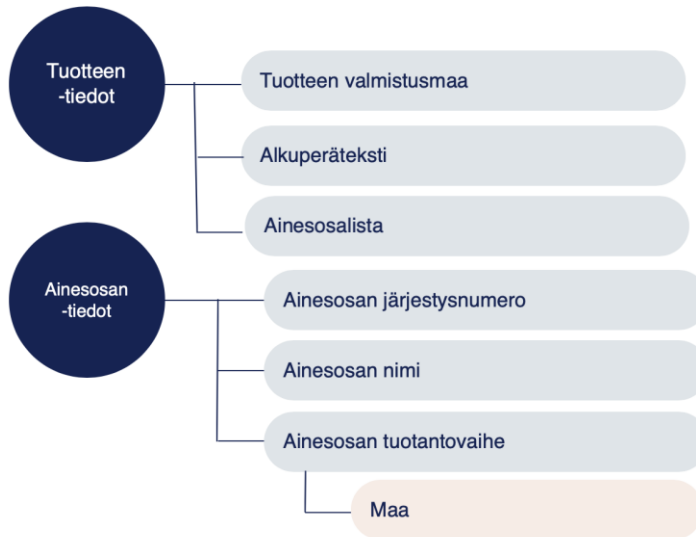 Tuotteen
-tiedot
Tuotteen valmistusmaa
Alkuperäteksti
Ainesosalista
Ainesosan
-tiedot
Ainesosan järjestysnumero
Ainesosan nimi
Ainesosan tuotantovaihe
Maa